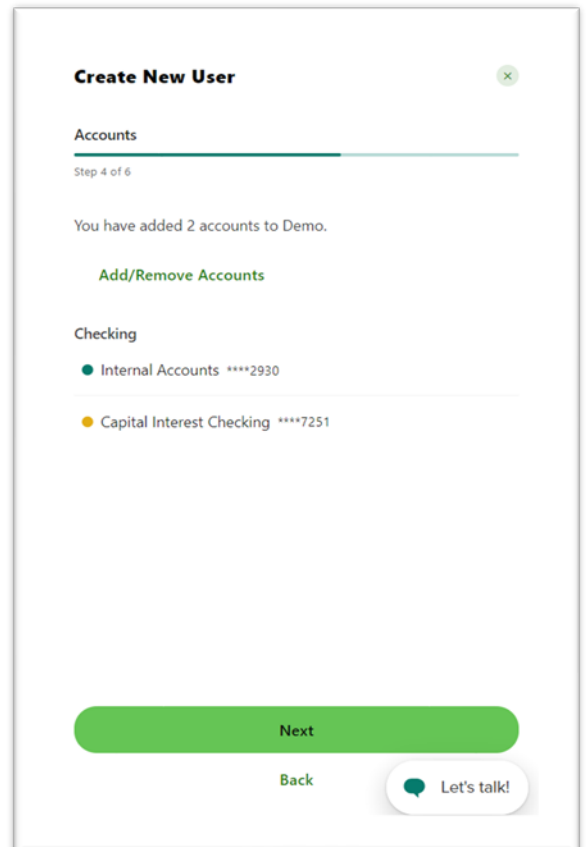 Create New User
Accounts
Step 4 of 6
You have added 2 accounts to Demo.
Add/Remove Accounts
Checking
Internal Accounts ****2930
Capital Interest Checking ****7251
Next
Back
Let's talk!